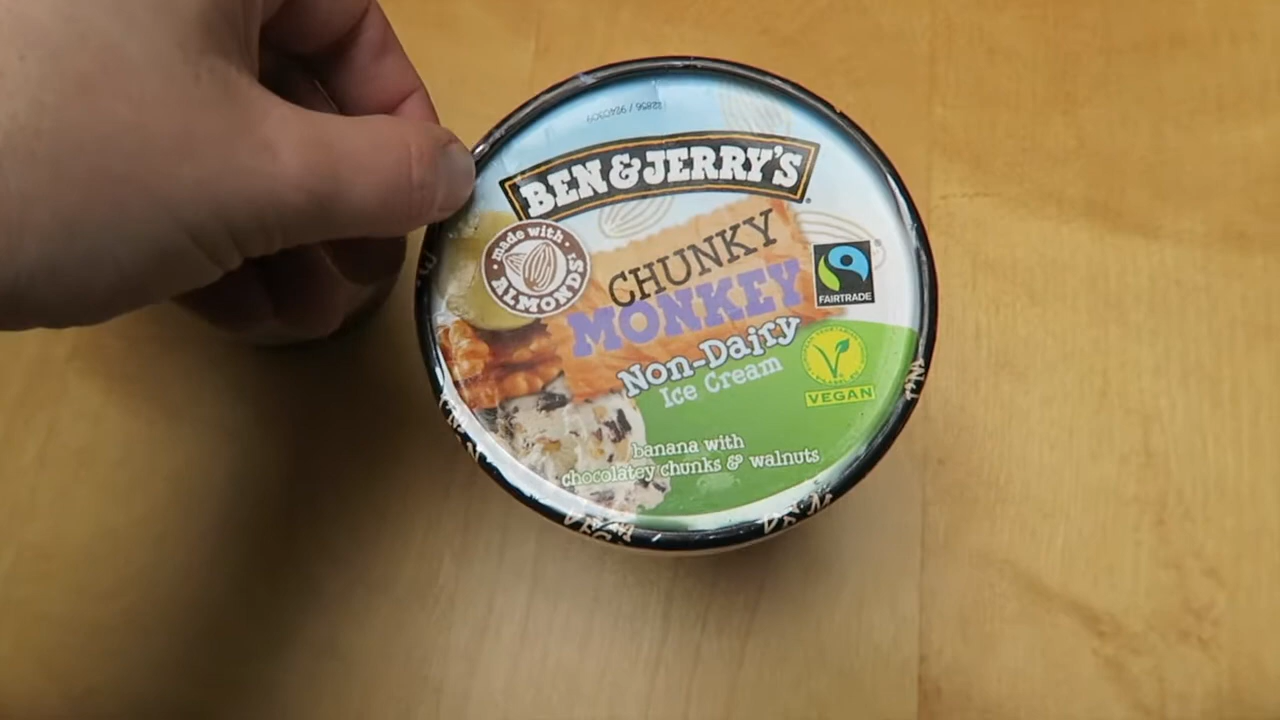 BEN & JERRY'S
made with
ALMONDS!
CHUNKY
MONKEY
Non-Dairy
Ice Cream
FAIRTRADE
VEGAN
banana with
chocolatey chunks & walnuts